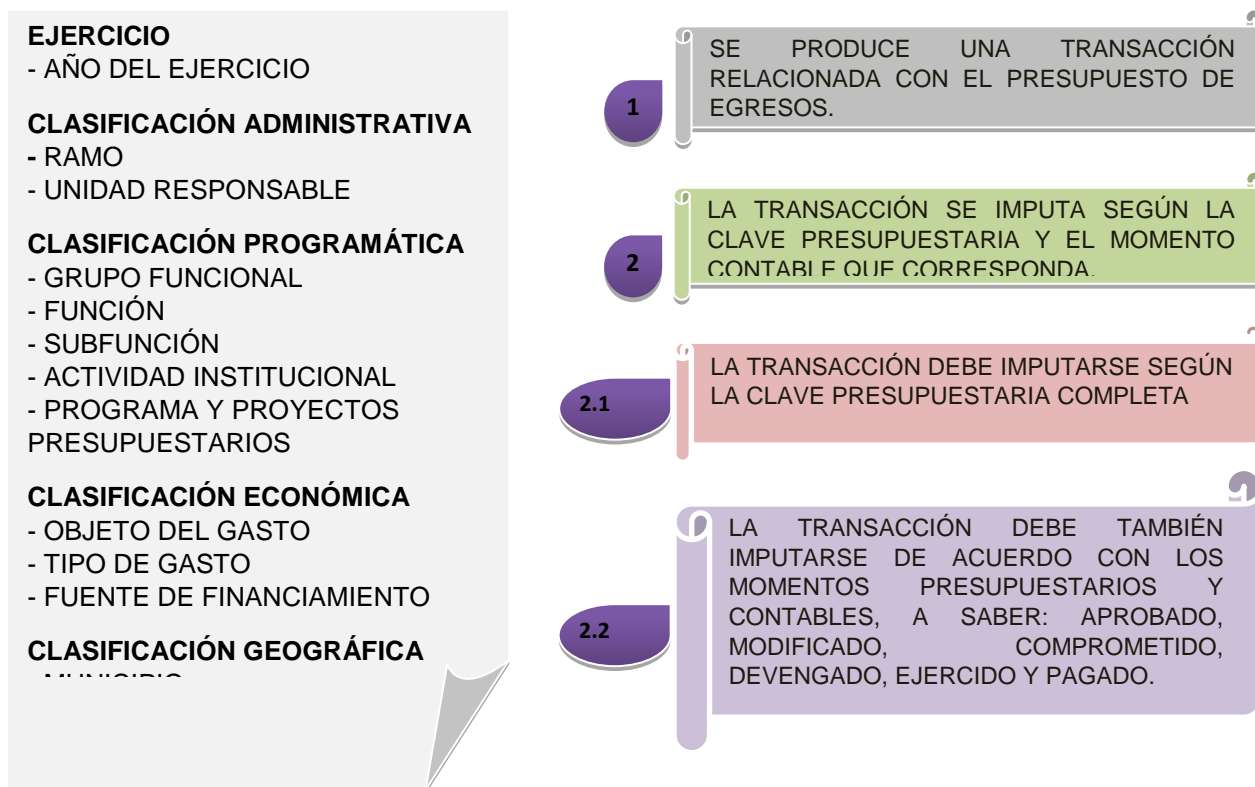 EJERCICIO
- AÑO DEL EJERCICIO
CLASIFICACIÓN ADMINISTRATIVA
- RAMO
- UNIDAD RESPONSABLE
CLASIFICACIÓN PROGRAMÁTICA
- GRUPO FUNCIONAL
- FUNCIÓN
- SUBFUNCIÓN
- ACTIVIDAD INSTITUCIONAL
- PROGRAMA Y PROYECTOS
PRESUPUESTARIOS
CLASIFICACIÓN ECONÓMICA
- OBJETO DEL GASTO
- TIPO DE GASTO
- FUENTE DE FINANCIAMIENTO
CLASIFICACIÓN GEOGRÁFICA
- MUNICIPIO
1
SE PRODUCE UNA TRANSACCIÓN
RELACIONADA CON EL PRESUPUESTO DE
EGRESOS.
2
LA TRANSACCIÓN SE IMPUTA SEGÚN LA
CLAVE PRESUPUESTARIA Y EL MOMENTO
CONTABLE QUE CORRESPONDA.
2.1
LA TRANSACCIÓN DEBE IMPUTARSE SEGÚN
LA CLAVE PRESUPUESTARIA COMPLETA
2.2
LA TRANSACCIÓN DEBE TAMBIÉN
IMPUTARSE DE ACUERDO CON LOS
MOMENTOS PRESUPUESTARIOS Y
CONTABLES, A SABER: APROBADO,
MODIFICADO, COMPROMETIDO,
DEVENGADO, EJERCIDO Y PAGADO.